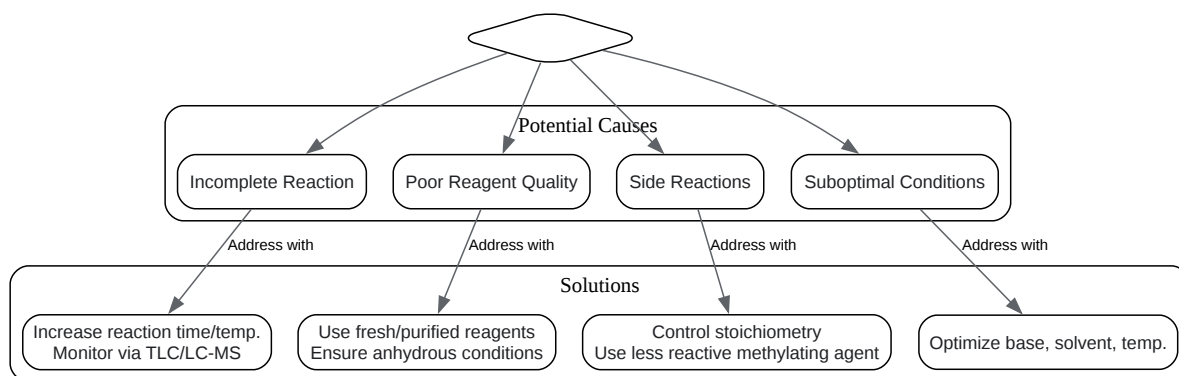 Potential Causes
Incomplete Reaction
Poor Reagent Quality
Side Reactions
Suboptimal Conditions
Address with
Address with
Address with
Address with
Solutions
Increase reaction time/temp.
Monitor via TLC/LC-MS
Use fresh/purified reagents
Ensure anhydrous conditions
Control stoichiometry
Use less reactive methylating agent
Optimize base, solvent, temp.